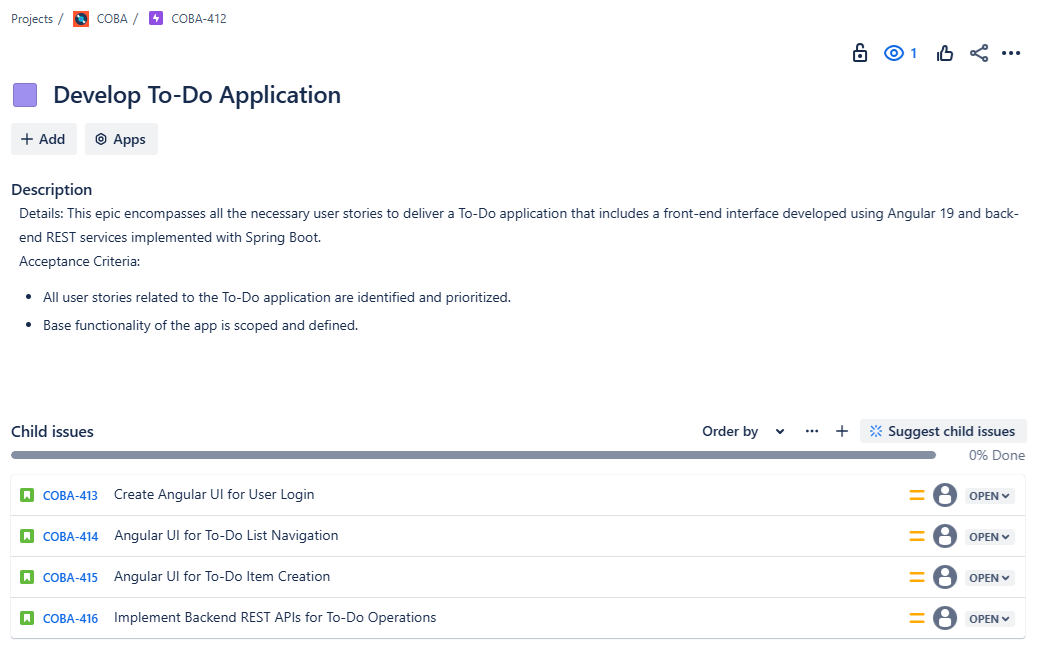 Projects / COBA / COBA-412
1
Develop To-Do Application
Add Apps
Description
Details: This epic encompasses all the necessary user stories to deliver a To-Do application that includes a front-end interface developed using Angular 19 and back-
end REST services implemented with Spring Boot.
Acceptance Criteria:
• All user stories related to the To-Do application are identified and prioritized.
• Base functionality of the app is scoped and defined.
Child issues Order by Suggest child issues
0% Done
COBA-413 Create Angular UI for User Login OPEN
COBA-414 Angular UI for To-Do List Navigation OPEN
COBA-415 Angular UI for To-Do Item Creation OPEN
COBA-416 Implement Backend REST APIs for To-Do Operations OPEN